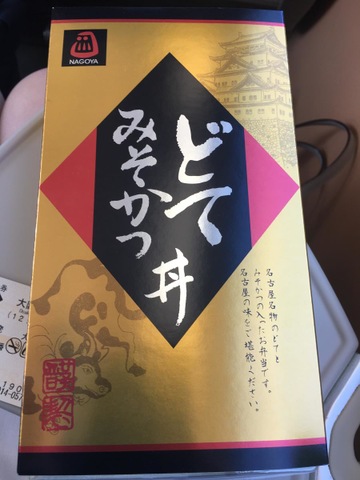 NAGOYA
どて
みそかつ
丼
名古屋名物のどてと
みそかつの入ったお弁当です。
名古屋の味をご堪能ください。